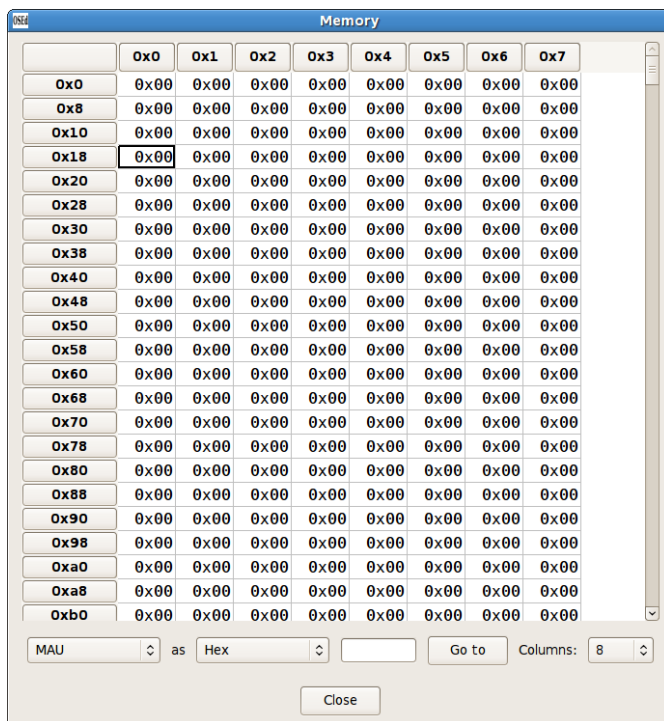 OSEd Memory
0x0 0x1 0x2 0x3 0x4 0x5 0x6 0x7
0x0 0x00 0x00 0x00 0x00 0x00 0x00 0x00 0x00
0x8 0x00 0x00 0x00 0x00 0x00 0x00 0x00 0x00
0x10 0x00 0x00 0x00 0x00 0x00 0x00 0x00 0x00
0x18 0x00 0x00 0x00 0x00 0x00 0x00 0x00 0x00
0x20 0x00 0x00 0x00 0x00 0x00 0x00 0x00 0x00
0x28 0x00 0x00 0x00 0x00 0x00 0x00 0x00 0x00
0x30 0x00 0x00 0x00 0x00 0x00 0x00 0x00 0x00
0x38 0x00 0x00 0x00 0x00 0x00 0x00 0x00 0x00
0x40 0x00 0x00 0x00 0x00 0x00 0x00 0x00 0x00
0x48 0x00 0x00 0x00 0x00 0x00 0x00 0x00 0x00
0x50 0x00 0x00 0x00 0x00 0x00 0x00 0x00 0x00
0x58 0x00 0x00 0x00 0x00 0x00 0x00 0x00 0x00
0x60 0x00 0x00 0x00 0x00 0x00 0x00 0x00 0x00
0x68 0x00 0x00 0x00 0x00 0x00 0x00 0x00 0x00
0x70 0x00 0x00 0x00 0x00 0x00 0x00 0x00 0x00
0x78 0x00 0x00 0x00 0x00 0x00 0x00 0x00 0x00
0x80 0x00 0x00 0x00 0x00 0x00 0x00 0x00 0x00
0x88 0x00 0x00 0x00 0x00 0x00 0x00 0x00 0x00
0x90 0x00 0x00 0x00 0x00 0x00 0x00 0x00 0x00
0x98 0x00 0x00 0x00 0x00 0x00 0x00 0x00 0x00
0xa0 0x00 0x00 0x00 0x00 0x00 0x00 0x00 0x00
0xa8 0x00 0x00 0x00 0x00 0x00 0x00 0x00 0x00
0xb0 0x00 0x00 0x00 0x00 0x00 0x00 0x00 0x00
MAU as Hex Go to Columns: 8
Close